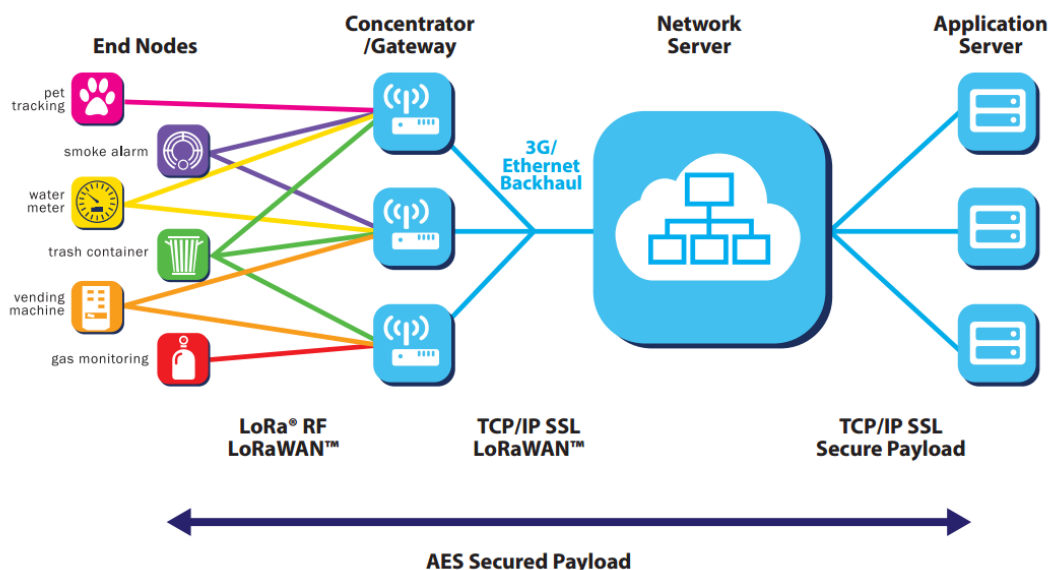 End Nodes
Concentrator
/Gateway
Network
Server
Application
Server
pet
tracking
smoke alarm
water
meter
trash container
vending
machine
gas monitoring
3G/
Ethernet
Backhaul
LoRa® RF
LoRaWAN™
TCP/IP SSL
LoRaWAN™
TCP/IP SSL
Secure Payload
AES Secured Payload